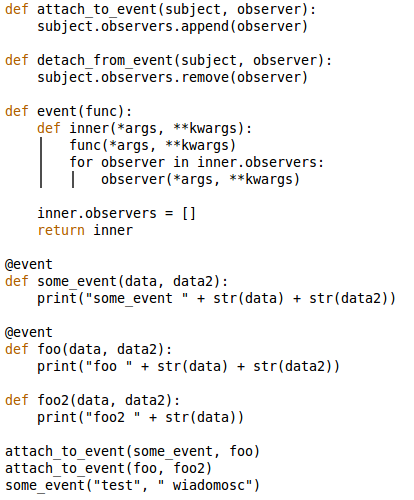 def attach_to_event(subject, observer):
    subject.observers.append(observer)

def detach_from_event(subject, observer):
    subject.observers.remove(observer)

def event(func):
    def inner(*args, **kwargs):
        func(*args, **kwargs)
        for observer in inner.observers:
            observer(*args, **kwargs)

    inner.observers = []
    return inner

@event
def some_event(data, data2):
    print("some_event " + str(data) + str(data2))

@event
def foo(data, data2):
    print("foo " + str(data) + str(data2))

def foo2(data, data2):
    print("foo2 " + str(data))

attach_to_event(some_event, foo)
attach_to_event(foo, foo2)
some_event("test", " wiadomosc")